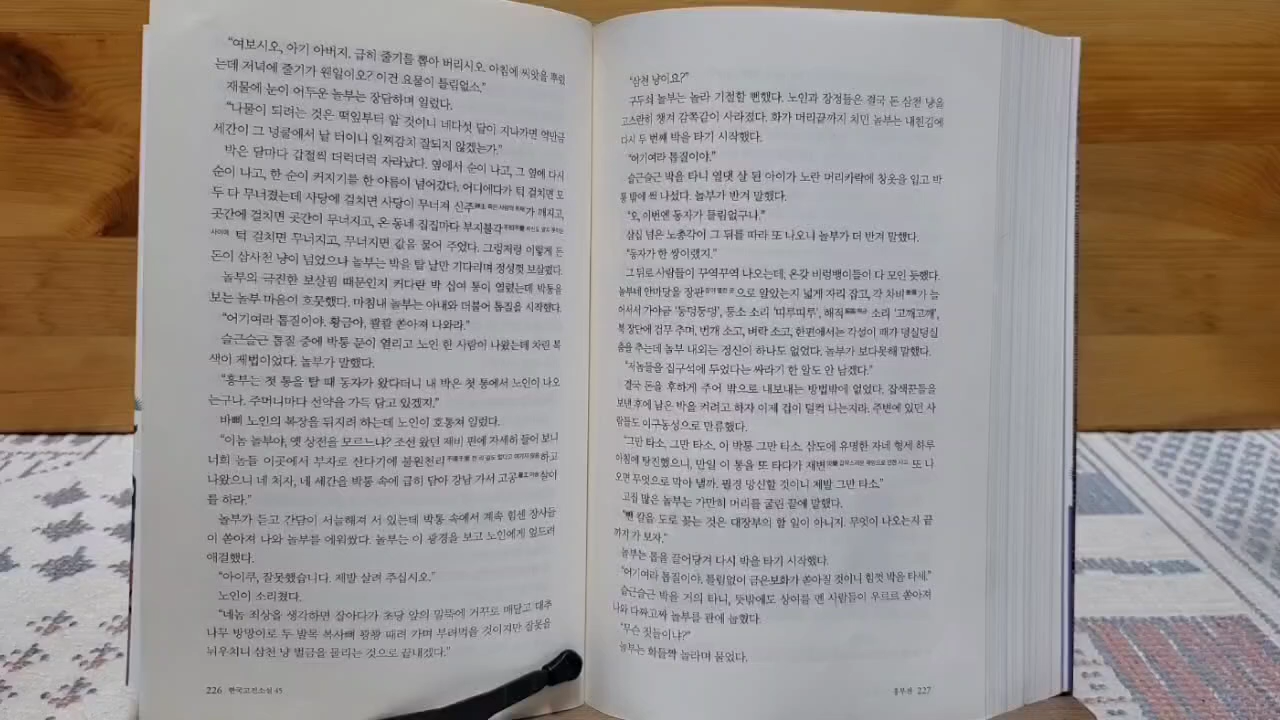 “여보시오, 아기 아버지. 급히 줄기를 뽑아 버리시오. 아침에 씨앗을 뿌렸
는데 저녁에 줄기가 웬일이오? 이건 요물이 틀림없소.”
재물에 눈이 어두운 놀부는 장담하며 일렀다.
“나물이 되려는 것은 떡잎부터 알 것이니 네다섯 달이 지나가면 억만금
세간이 그 넝쿨에서 날 터이니 일찌감치 잘되지 않겠는가.”
박은 달마다 갑절씩 더럭더럭 자라났다. 옆에서 순이 나고, 그 옆에 다시
순이 나고, 한 순이 커지기를 한 아름이 넘어갔다. 어디에다가 턱 걸치면 모
두 다 무너졌는데 사당에 걸치면 사당이 무너져 신주가 깨지고,
곳간에 걸치면 곳간이 무너지고, 온 동네 집집마다 부지불각
턱 걸치면 무너지고, 무너지면 값을 물어 주었다. 그럭저럭 이렇게 든
돈이 삼사천 냥이 넘었으나 놀부는 박을 탈 날만 기다리며 정성껏 보살폈다.
놀부의 극진한 보살핌 때문인지 커다란 박 십여 통이 열렸는데 박통을
보는 놀부 마음이 흐뭇했다. 마침내 놀부는 아내와 더불어 톱질을 시작했다.
“어기여라 톱질이야. 황금아, 콸콸 쏟아져 나와라.”
슬근슬근 톱질 중에 박통 문이 열리고 노인 한 사람이 나왔는데 차린 복
색이 제법이었다. 놀부가 말했다.
“흥부는 첫 통을 탈 때 동자가 왔다더니 내 박은 첫 통에서 노인이 나오
는구나. 주머니마다 선약을 가득 담고 있겠지.”
바삐 노인의 복장을 뒤지려 하는데 노인이 호통쳐 일렀다.
“이놈 놀부야, 옛 상전을 모르느냐? 조선 왔던 제비 편에 자세히 들어 보니
너희 놈들 이곳에서 부자로 산다기에 불원천리하고
나왔으니 네 처자, 네 세간을 박통 속에 급히 담아 강남 가서 고공살이
를 하라.”
놀부가 듣고 간담이 서늘해져 서 있는데 박통 속에서 계속 힘센 장사들
이 쏟아져 나와 놀부를 에워쌌다. 놀부는 이 광경을 보고 노인에게 엎드려
애걸했다.
“아이쿠, 잘못했습니다. 제발 살려 주십시오.”
노인이 소리쳤다.
“네놈 죄상을 생각하면 잡아다가 초당 앞의 말뚝에 거꾸로 매달고 대추
나무 방망이로 두 발목 복사뼈 꽝꽝 때려 가며 부려먹을 것이지만 잘못을
뉘우치니 삼천 냥 벌금을 물리는 것으로 끝내겠다.”
226 한국고전소설 45
“삼천 냥이요?”
구두쇠 놀부는 놀라 기절할 뻔했다. 노인과 장정들은 결국 돈 삼천 냥을
고스란히 챙겨 감쪽같이 사라졌다. 화가 머리끝까지 치민 놀부는 내친김에
다시 두 번째 박을 타기 시작했다.
“어기여라 톱질이야.”
슬근슬근 박을 타니 열댓 살 된 아이가 노란 머리카락에 창옷을 입고 박
통 밖에 썩 나섰다. 놀부가 반겨 말했다.
“오, 이번엔 동자가 틀림없구나.”
삼십 넘은 노총각이 그 뒤를 따라 또 나오니 놀부가 더 반겨 말했다.
“동자가 한 쌍이렷지.”
그 뒤로 사람들이 꾸역꾸역 나오는데, 온갖 비렁뱅이들이 다 모인 듯했다.
놀부네 안마당을 장판으로 알았는지 넓게 자리 잡고, 각 차비가 늘
어서서 가야금 ‘둥덩둥덩’, 퉁소 소리 ‘띠루띠루’, 해적 소리 ‘고깨고깨’,
북 장단에 검무 추며, 번개 소고, 벼락 소고, 한편에서는 각설이 떼가 덩실덩실
춤을 추는데 놀부 내외는 정신이 하나도 없었다. 놀부가 보다못해 말했다.
“저놈들을 집구석에 두었다는 싸라기 한 알도 안 남겠다.”
결국 돈을 후하게 주어 밖으로 내보내는 방법밖에 없었다. 잡색꾼들을
보낸 후에 남은 박을 켜려고 하자 이제 겁이 덜컥 나는지라. 주변에 있던 사
람들도 이구동성으로 만류했다.
“그만 타소, 그만 타소, 이 박통 그만 타소. 삼도에 유명한 자네 형세 하루
아침에 탕진했으니, 만일 이 통을 또 타다가 재변 또 나
오면 무엇으로 막아 낼까. 필경 망신할 것이니 제발 그만 타소.”
고집 많은 놀부는 가만히 머리를 굴린 끝에 말했다.
“뺀 칼을 도로 꽂는 것은 대장부의 할 일이 아니지. 무엇이 나오는지 끝
까지 가 보자.”
놀부는 톱을 끌어당겨 다시 박을 타기 시작했다.
“어기여라 톱질이야. 틀림없이 금은보화가 쏟아질 것이니 힘껏 박을 타세.”
슬근슬근 박을 거의 타니, 뜻밖에도 상여를 멘 사람들이 우르르 쏟아져
나와 다짜고짜 놀부를 판에 눕혔다.
“무슨 짓들이냐?”
놀부는 화들짝 놀라며 물었다.
흥부전 227